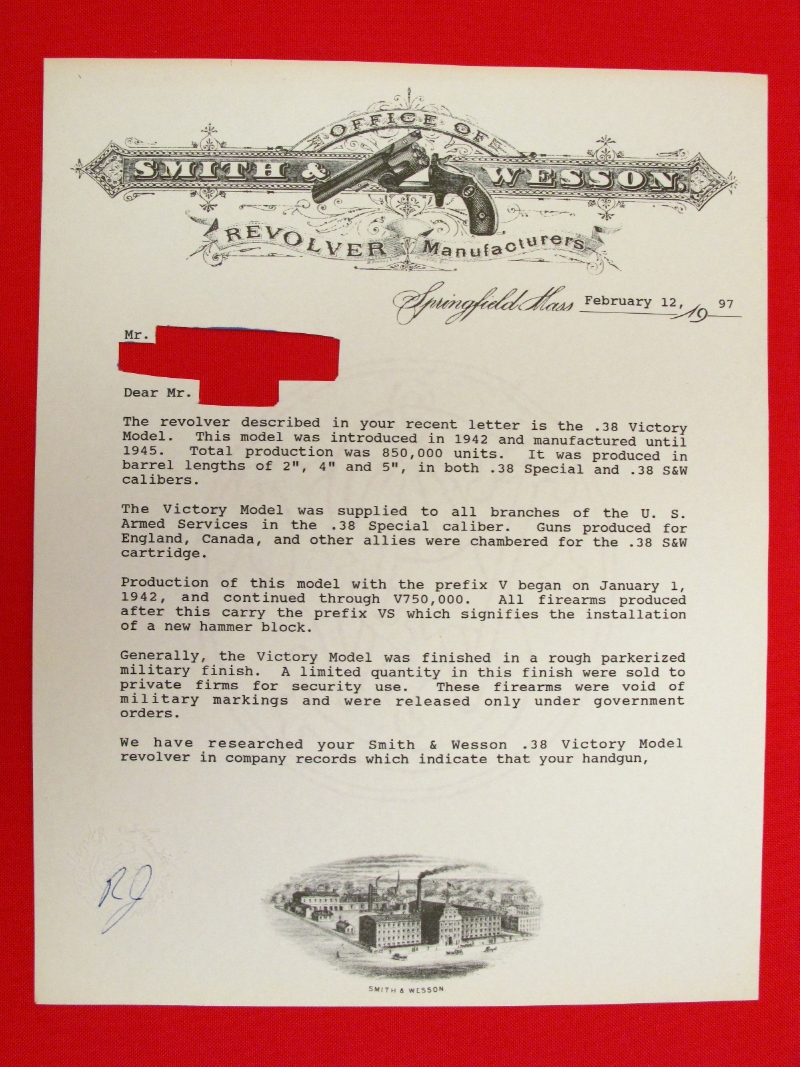 OFFICE OF
SMITH & WESSON,
REVOLVER Manufacturers
Springfield Mass February 12, 19 97
Mr.
Dear Mr.
The revolver described in your recent letter is the .38 Victory
Model. This model was introduced in 1942 and manufactured until
1945. Total production was 850,000 units. It was produced in
barrel lengths of 2", 4" and 5", in both .38 Special and .38 S&W
calibers.
The Victory Model was supplied to all branches of the U. S.
Armed Services in the .38 Special caliber. Guns produced for
England, Canada, and other allies were chambered for the .38 S&W
cartridge.
Production of this model with the prefix V began on January 1,
1942, and continued through V750,000. All firearms produced
after this carry the prefix VS which signifies the installation
of a new hammer block.
Generally, the Victory Model was finished in a rough parkerized
military finish. A limited quantity in this finish were sold to
private firms for security use. These firearms were void of
military markings and were released only under government
orders.
We have researched your Smith & Wesson .38 Victory Model
revolver in company records which indicate that your handgun,
RJ
SMITH & WESSON